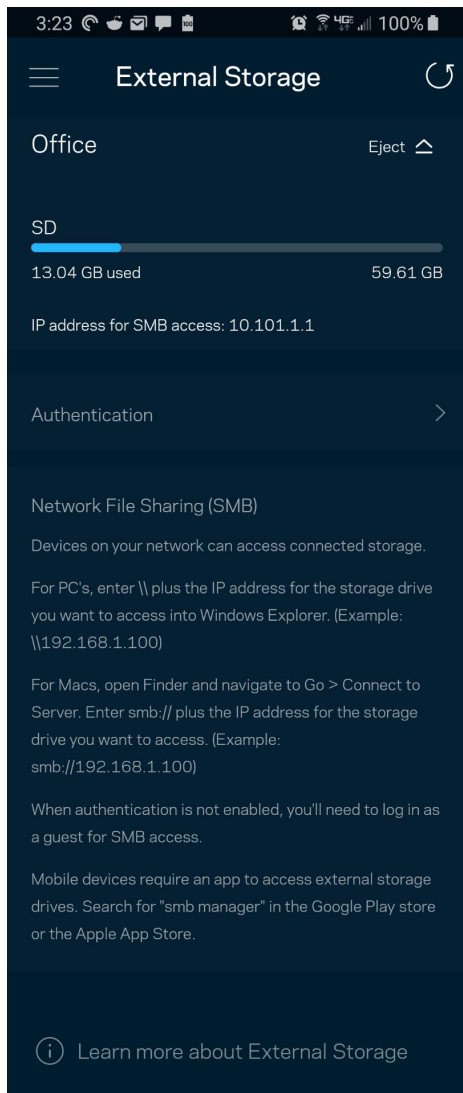 3:23 100%
External Storage
Office Eject
SD
13.04 GB used 59.61 GB
IP address for SMB access: 10.101.1.1
Authentication
Network File Sharing (SMB)
Devices on your network can access connected storage.
For PC's, enter \\ plus the IP address for the storage drive
you want to access into Windows Explorer. (Example:
\\192.168.1.100)
For Macs, open Finder and navigate to Go > Connect to
Server. Enter smb:// plus the IP address for the storage
drive you want to access. (Example:
smb://192.168.1.100)
When authentication is not enabled, you'll need to log in as
a guest for SMB access.
Mobile devices require an app to access external storage
drives. Search for "smb manager" in the Google Play store
or the Apple App Store.
Learn more about External Storage